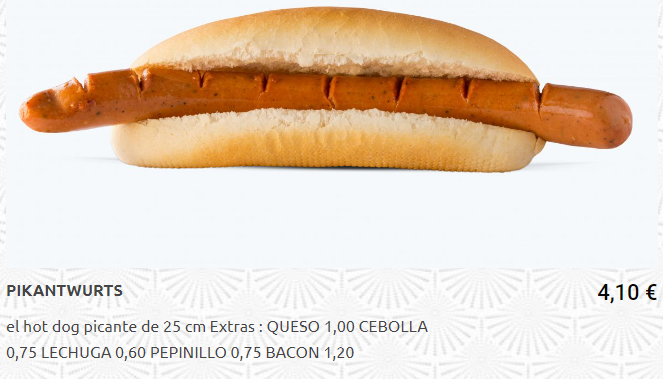 PIKANTWURTS
4,10 €
el hot dog picante de 25 cm Extras : QUESO 1,00 CEBOLLA
0,75 LECHUGA 0,60 PEPINILLO 0,75 BACON 1,20